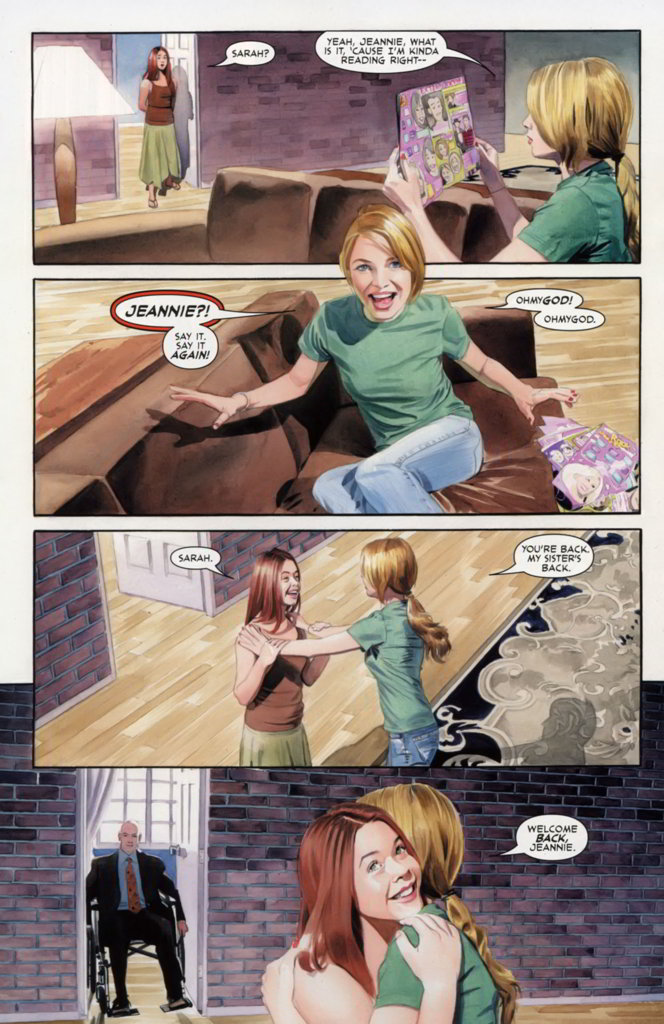 SARAH?
YEAH, JEANNIE, WHAT
IS IT, 'CAUSE I'M KINDA
READING RIGHT--
JEANNIE?!
SAY IT.
SAY IT
AGAIN!
OHMYGOD!
OHMYGOD.
SARAH.
YOU'RE BACK.
MY SISTER'S
BACK.
WELCOME
BACK,
JEANNIE.